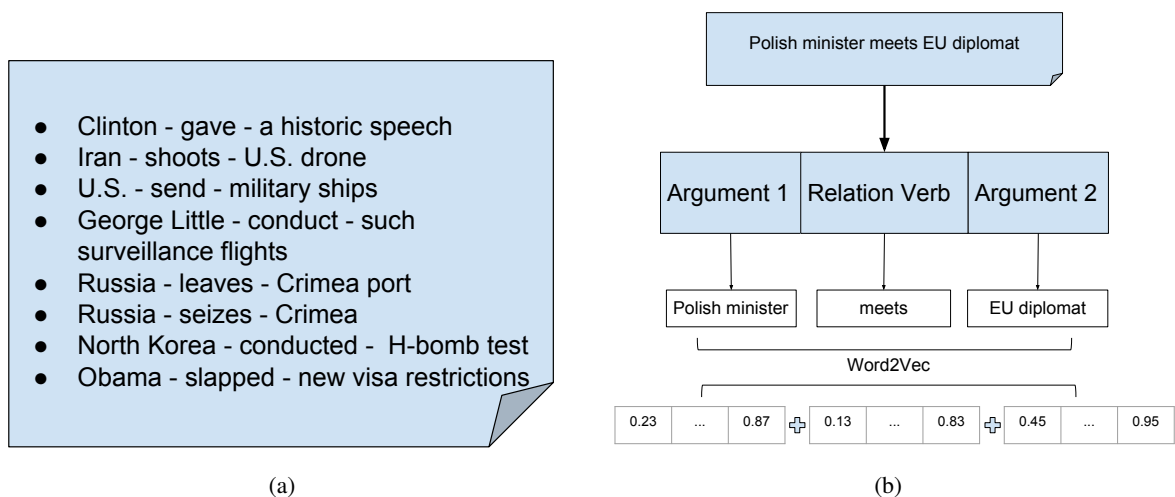 ● Clinton - gave - a historic speech
● Iran - shoots - U.S. drone
● U.S. - send - military ships
● George Little - conduct - such
surveillance flights
● Russia - leaves - Crimea port
● Russia - seizes - Crimea
● North Korea - conducted - H-bomb test
● Obama - slapped - new visa restrictions
(a)
Polish minister meets EU diplomat
Argument 1 Relation Verb Argument 2
Polish minister meets EU diplomat
Word2Vec
0.23 ... 0.87 + 0.13 ... 0.83 + 0.45 ... 0.95
(b)